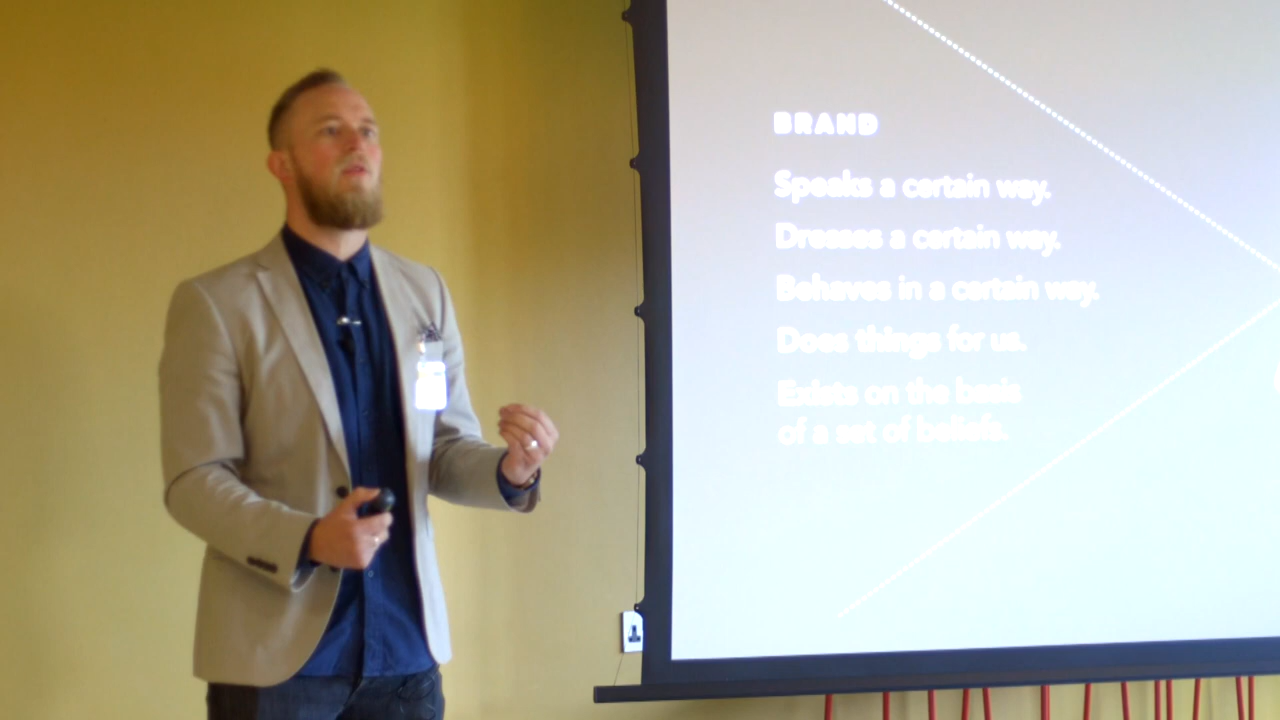 BRAND
Speaks a certain way.
Dresses a certain way.
Behaves in a certain way.
Does things for us.
Exists on the basis
of a set of beliefs.